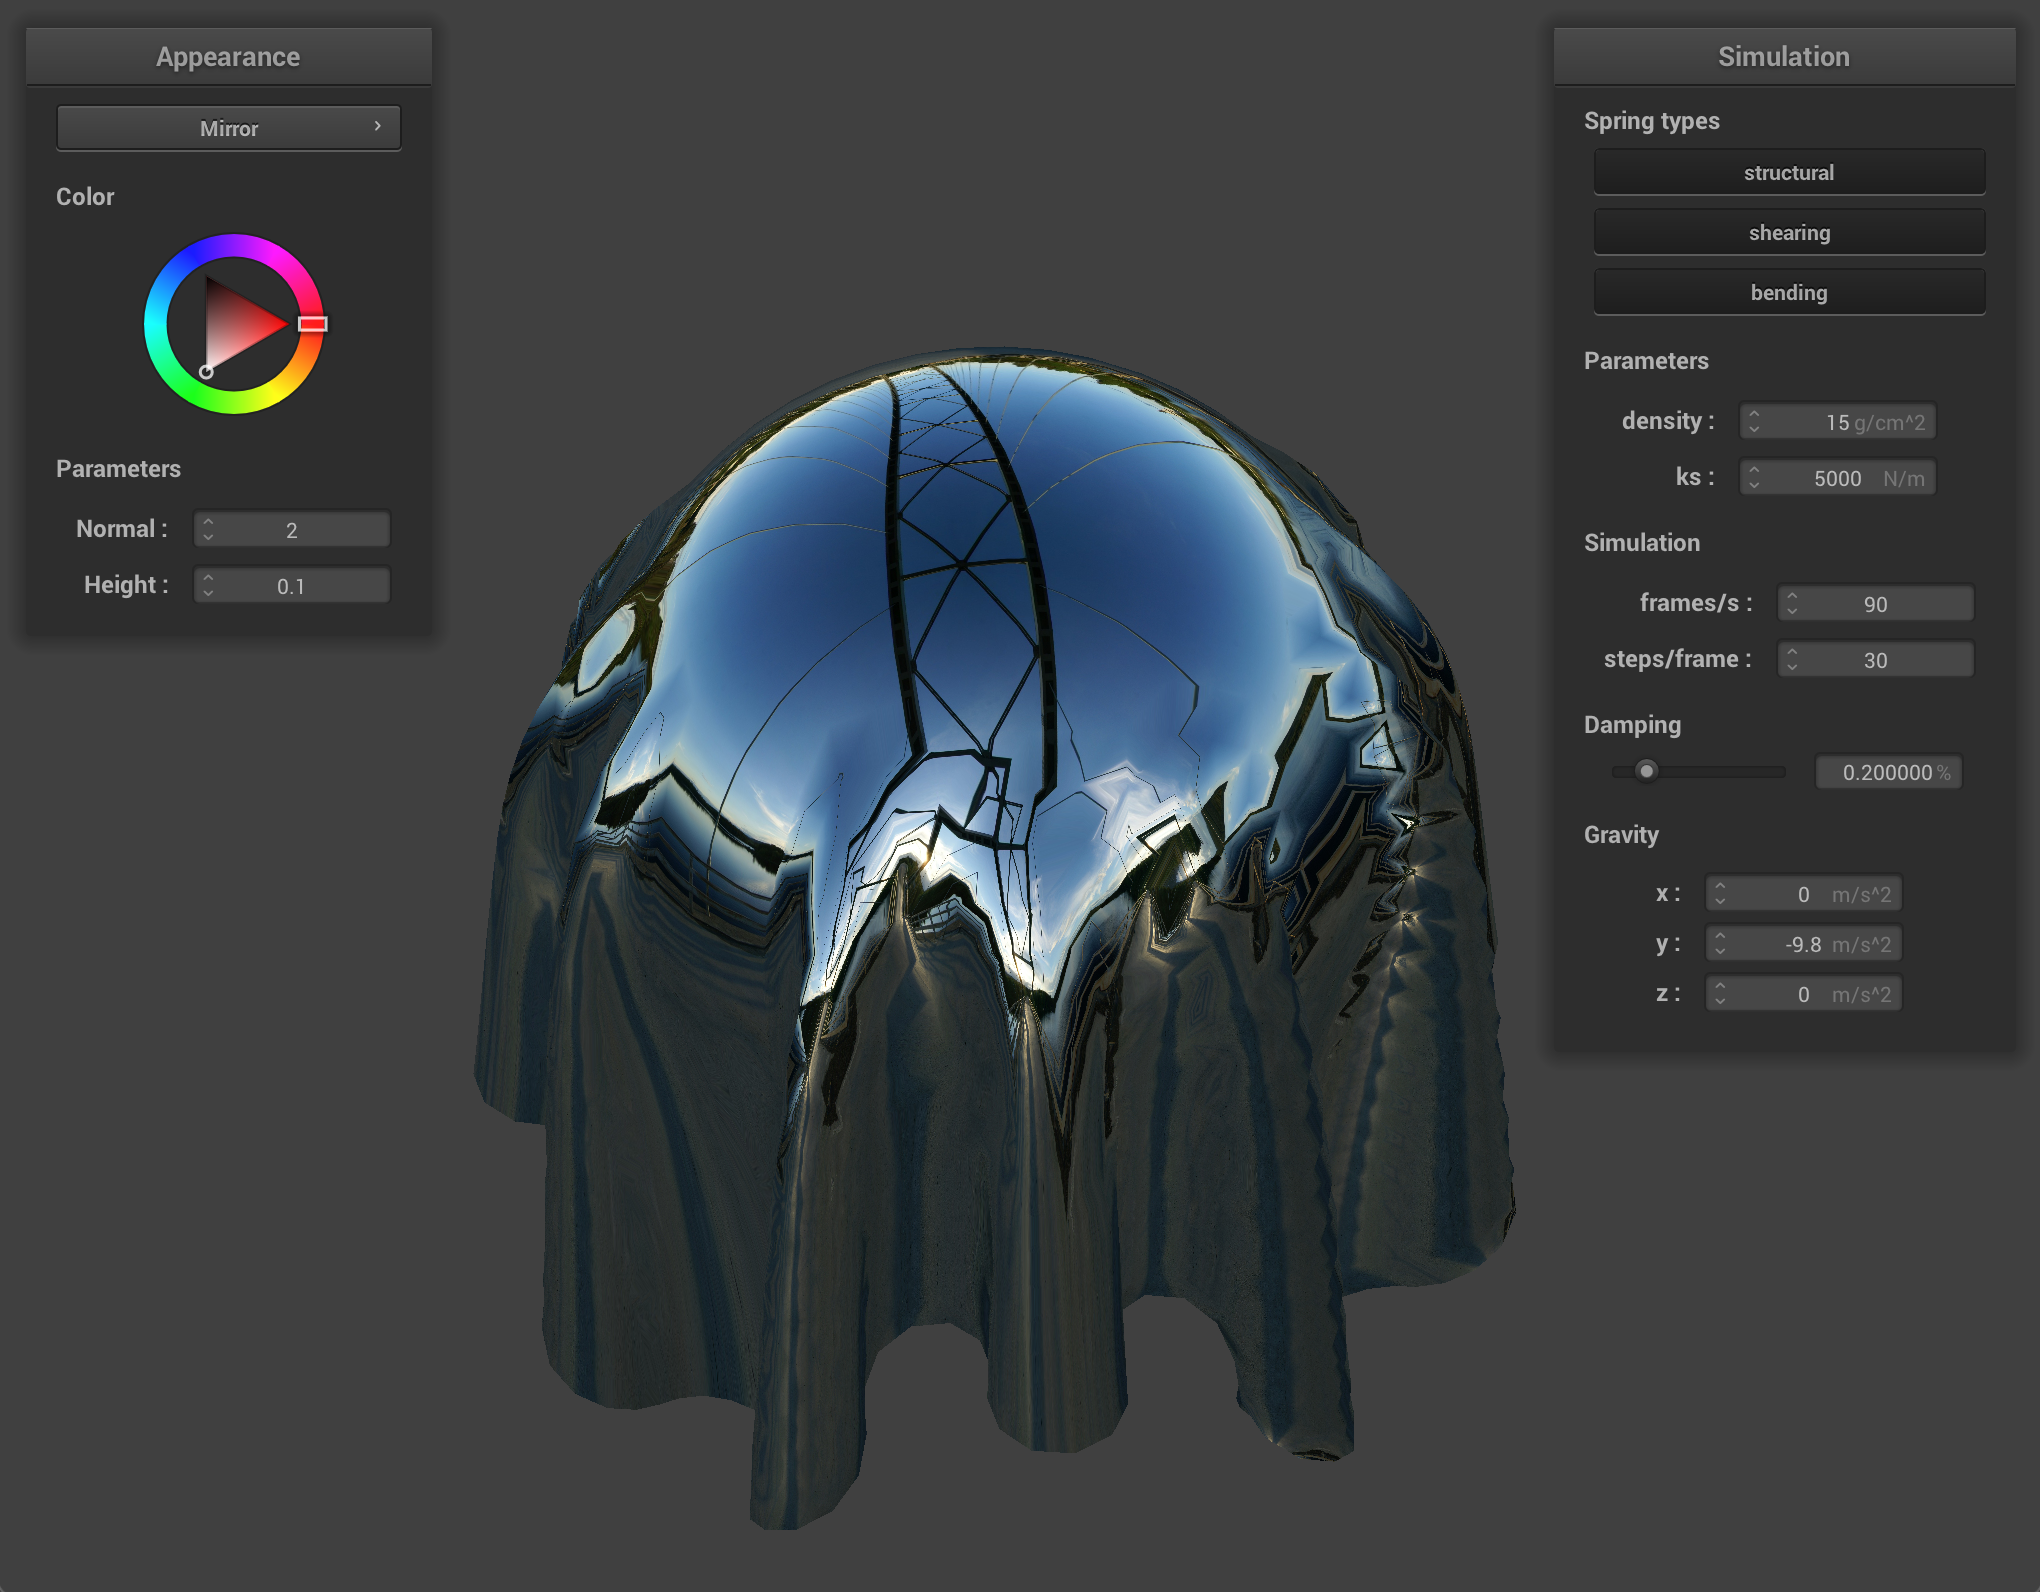 Appearance
Mirror
Color
Parameters
Normal : 2
Height : 0.1
Simulation
Spring types
structural
shearing
bending
Parameters
density : 15 g/cm^2
ks : 5000 N/m
Simulation
frames/s : 90
steps/frame : 30
Damping
0.200000 %
Gravity
x : 0 m/s^2
y : -9.8 m/s^2
z : 0 m/s^2